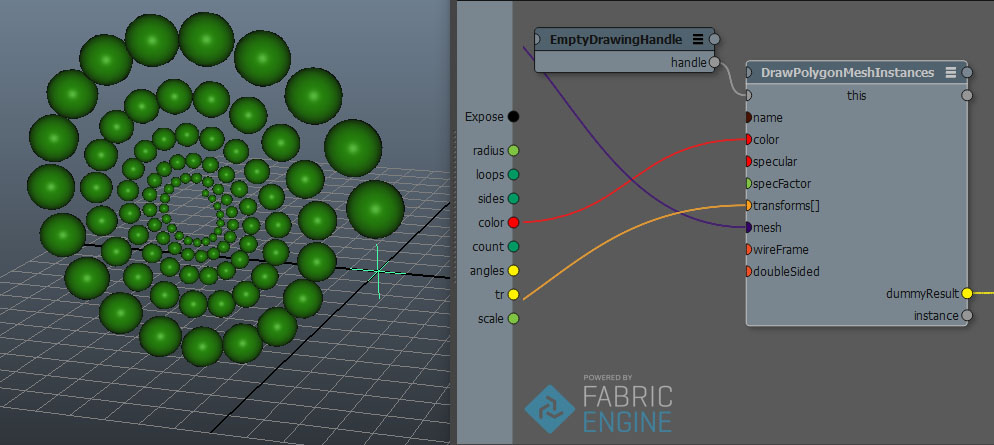 EmptyDrawingHandle
handle
DrawPolygonMeshInstances
this
Expose
name
radius
color
loops
specular
sides
specFactor
color
transforms[]
count
mesh
angles
wireFrame
tr
doubleSided
scale
dummyResult
instance
POWERED BY
FABRIC
ENGINE